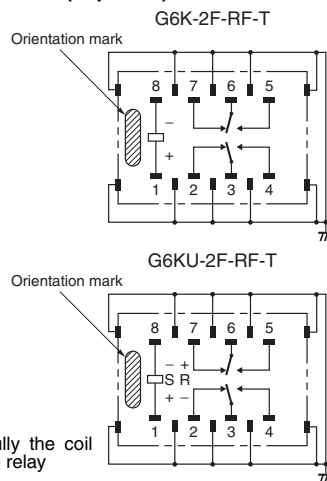 G6K-2F-RF-T
Orientation mark
8 7 6 5
−
+
1 2 3 4
G6KU-2F-RF-T
Orientation mark
8 7 6 5
− +
S R
+ −
1 2 3 4
the coil
relay